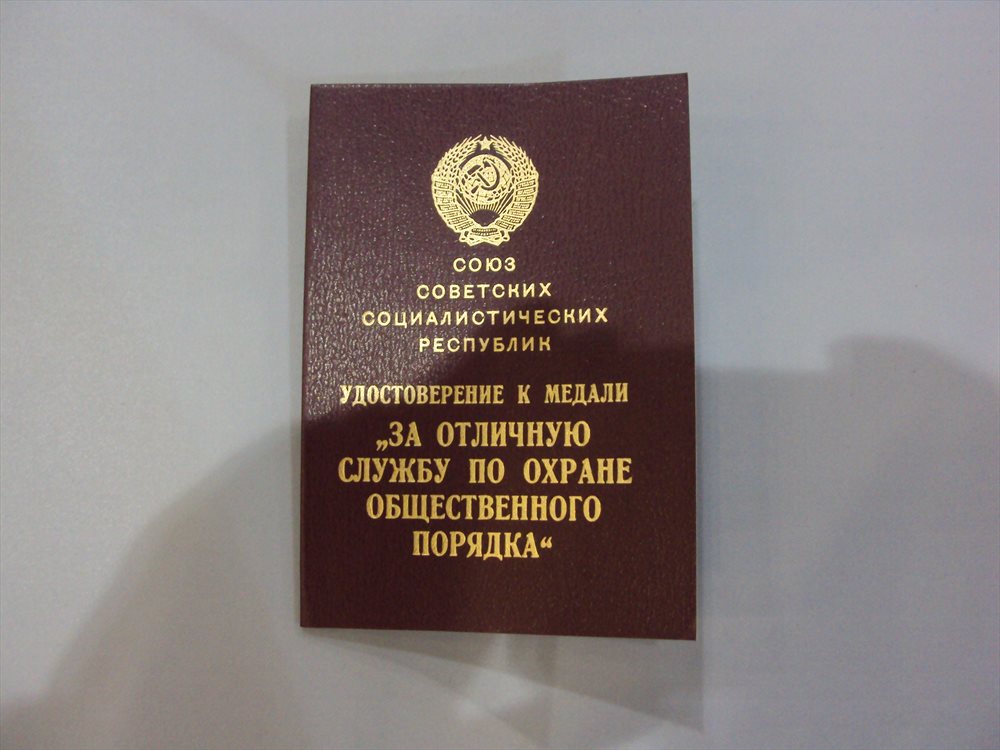 СОЮЗ
СОВЕТСКИХ
СОЦИАЛИСТИЧЕСКИХ
РЕСПУБЛИК
УДОСТОВЕРЕНИЕ К МЕДАЛИ
„ЗА ОТЛИЧНУЮ
СЛУЖБУ ПО ОХРАНЕ
ОБЩЕСТВЕННОГО
ПОРЯДКА“